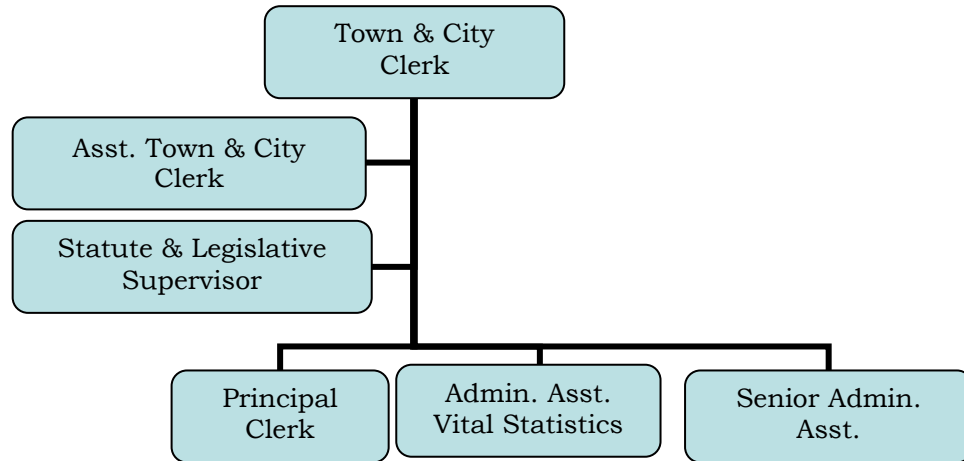 Town & City
Clerk
Asst. Town & City
Clerk
Statute & Legislative
Supervisor
Principal
Clerk
Admin. Asst.
Vital Statistics
Senior Admin.
Asst.